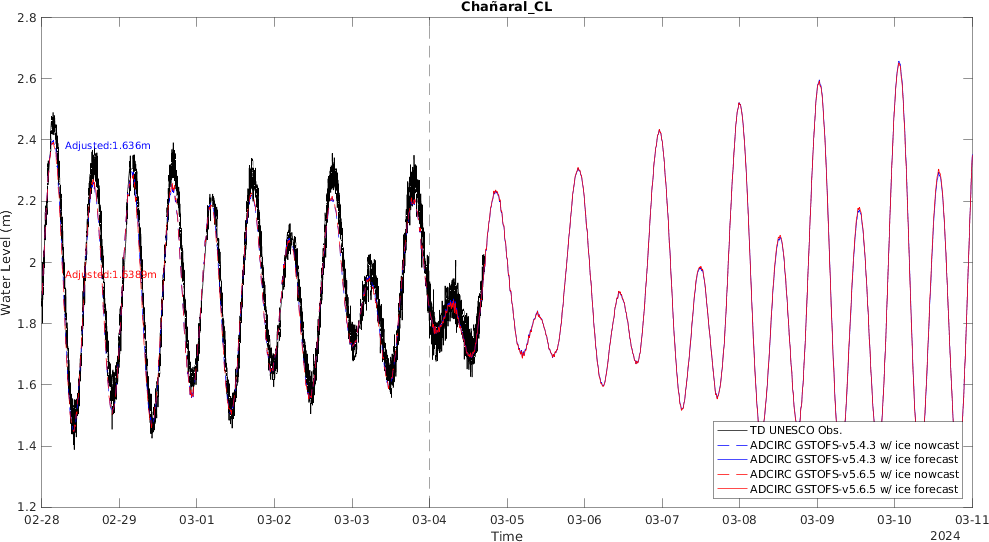 Chañaral_CL
2.8
2.6
2.4
2.2
2
1.8
1.6
1.4
1.2
Water Level (m)
Adjusted:1.636m
Adjusted:1.6389m
TD UNESCO Obs.
ADCIRC GSTOFS-v5.4.3 w/ ice nowcast
ADCIRC GSTOFS-v5.4.3 w/ ice forecast
ADCIRC GSTOFS-v5.6.5 w/ ice nowcast
ADCIRC GSTOFS-v5.6.5 w/ ice forecast
02-28 02-29 03-01 03-02 03-03 03-04 03-05 03-06 03-07 03-08 03-09 03-10 03-11
Time
2024